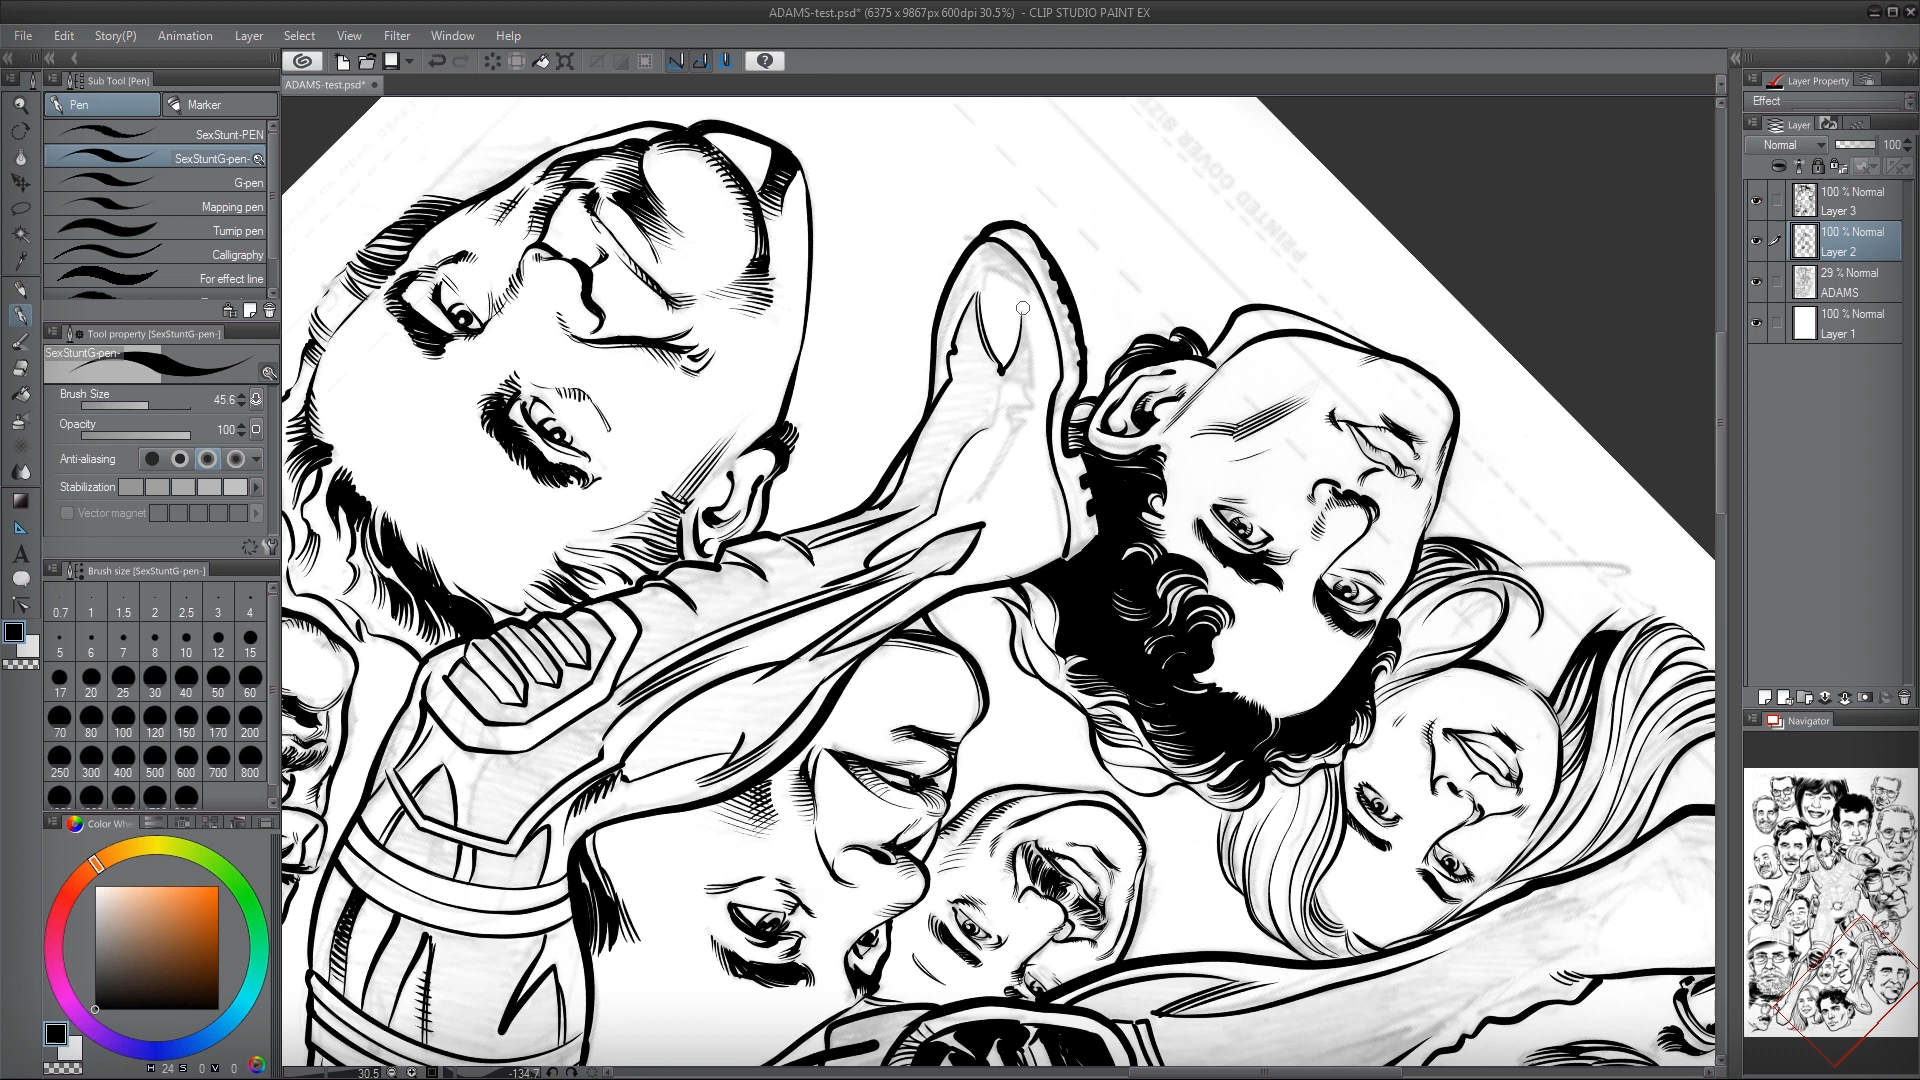 ADAMS-test.psd* (6375 x 9867px 600dpi 30.5%) - CLIP STUDIO PAINT EX
File Edit Story(P) Animation Layer Select View Filter Window Help
Sub Tool [Pen]
Pen Marker
SexStunt-PEN
SexStuntG-pen-
G-pen
Mapping pen
Turnip pen
Calligraphy
For effect line
Tool property [SexStuntG-pen-]
SexStuntG-pen-
Brush Size 45.6
Opacity 100
Anti-aliasing
Stabilization
Vector magnet
Brush size [SexStuntG-pen-]
0.7 1 1.5 2 2.5 3 4
5 6 7 8 10 12 15
17 20 25 30 40 50 60
70 80 100 120 150 170 200
250 300 400 500 600 700 800
Color Whe
H 24 S 0 V 0
ADAMS-test.psd*
PRINTED COVER SIZE
30.5
-134.7
Layer Property
Effect
Layer
Normal 100
100 % Normal
Layer 3
100 % Normal
Layer 2
29 % Normal
ADAMS
100 % Normal
Layer 1
Navigator